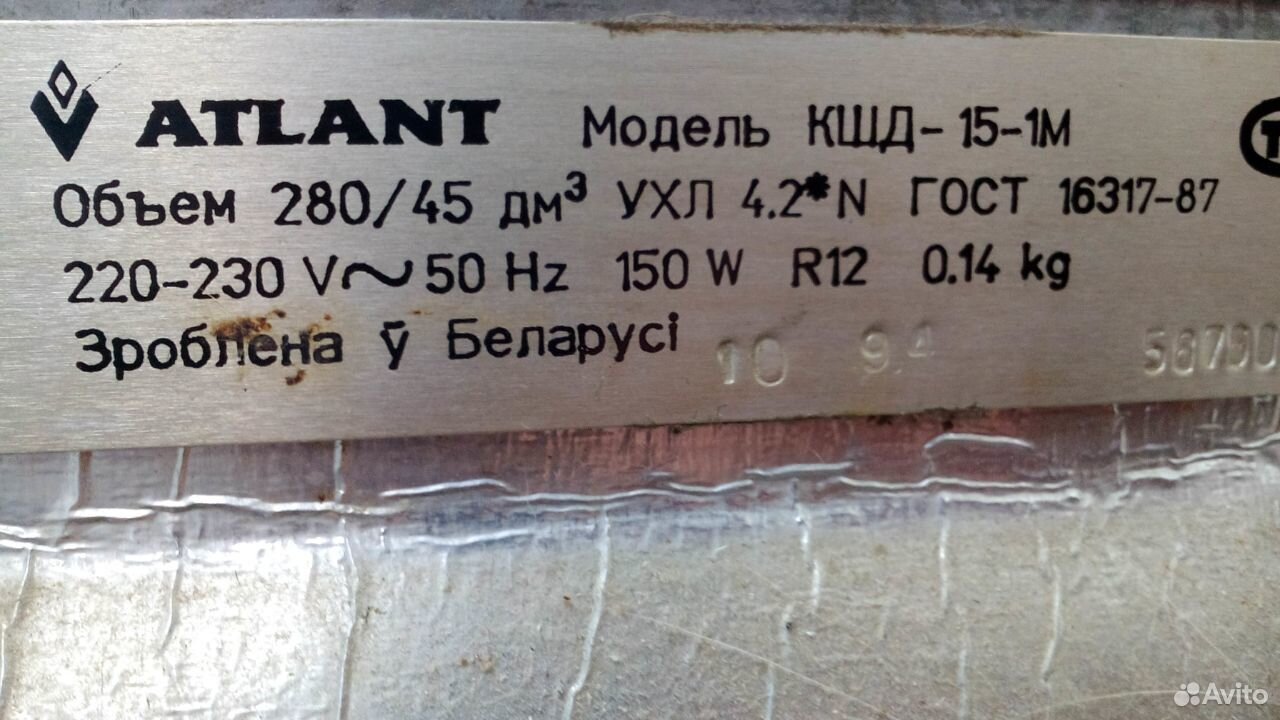 ATLANT Модель КШД-15-1М
Объем 280/45 дм³ УХЛ 4.2*N ГОСТ 16317-87
220-230 V~50 Hz 150 W R12 0.14 kg
Зроблена ў Беларусі 10 94 58790
Avito